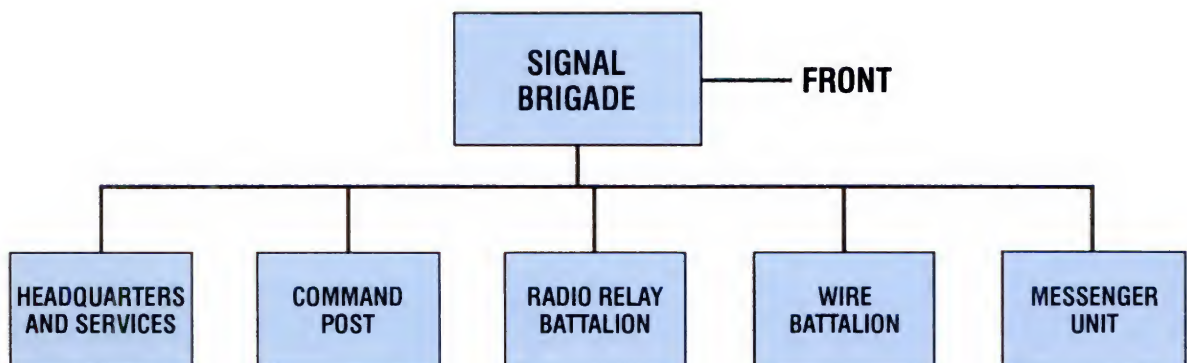 SIGNAL
BRIGADE
FRONT
HEADQUARTERS
AND SERVICES
COMMAND
POST
RADIO RELAY
BATTALION
WIRE
BATTALION
MESSENGER
UNIT